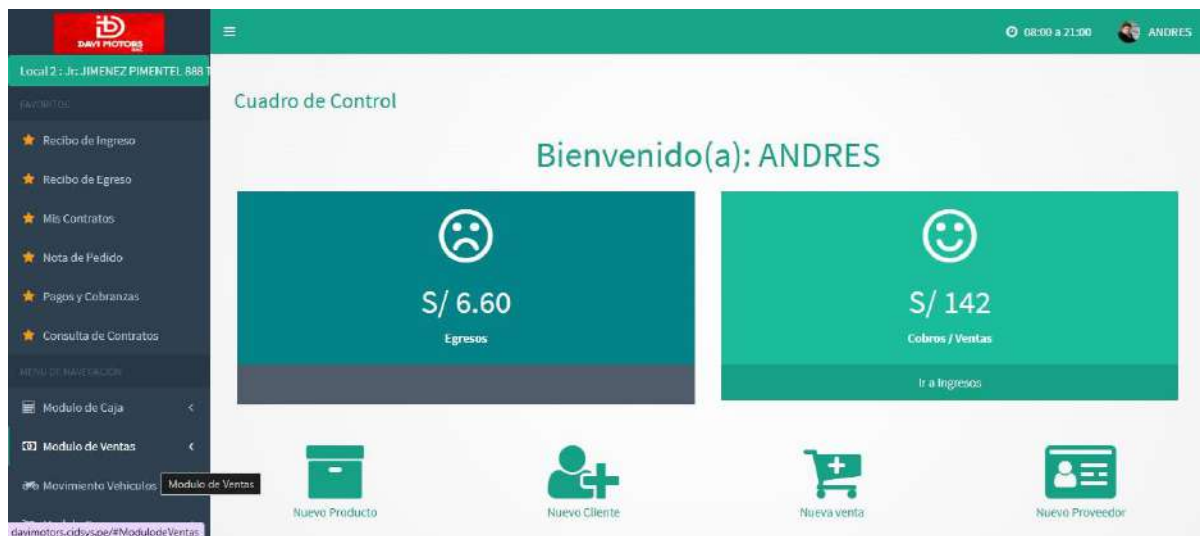 DAVI MOTORS
SAC
Local 2 : Jr. JIMENEZ PIMENTEL 888 T
FAVORITOS
Recibo de Ingreso
Recibo de Egreso
Mis Contratos
Nota de Pedido
Pagos y Cobranzas
Consulta de Contratos
MENU DE NAVEGACION
Modulo de Caja
Modulo de Ventas
Movimiento Vehiculos
Modulo de Ventas
davimotors.cidsys.pe/#ModulodeVentas
08:00 a 21:00
ANDRES
Cuadro de Control
Bienvenido(a): ANDRES
S/ 6.60
Egresos
S/ 142
Cobros / Ventas
Ir a Ingresos
Nuevo Producto
Nuevo Cliente
Nueva venta
Nuevo Proveedor